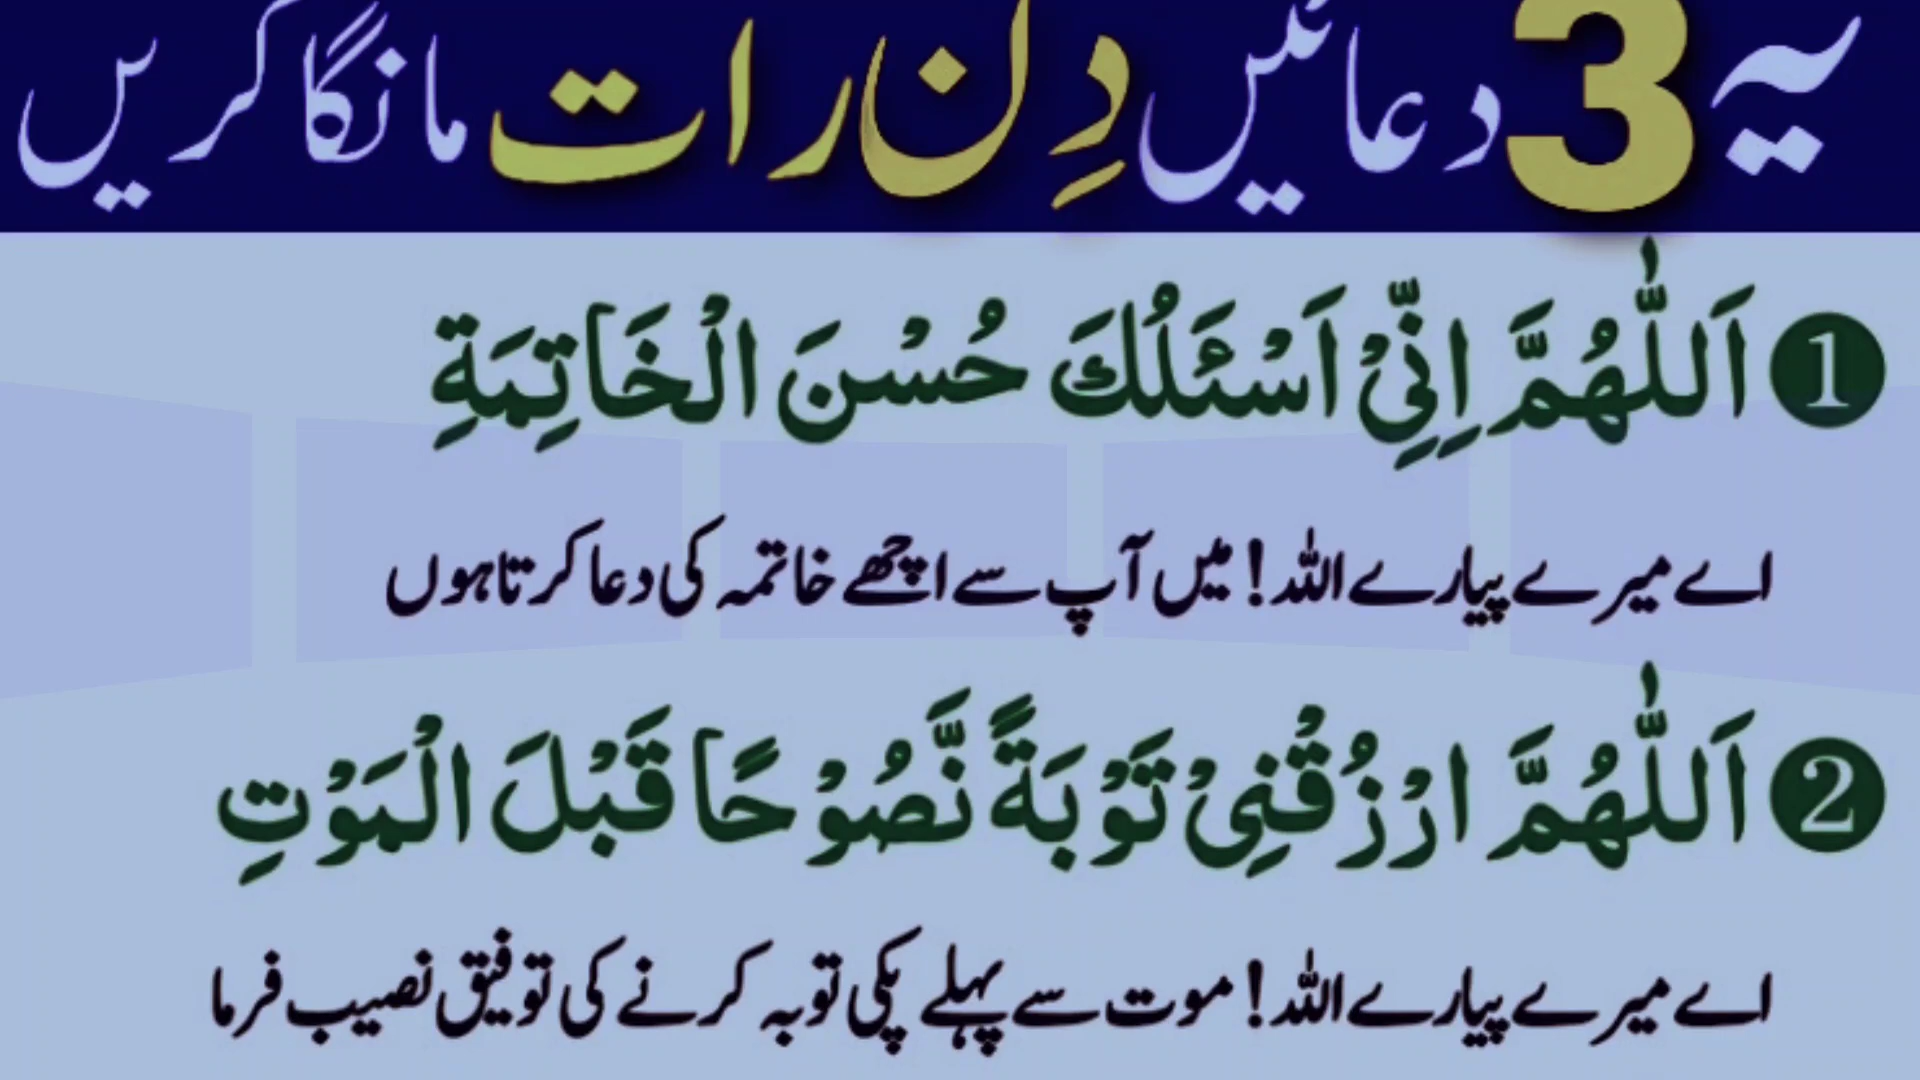 یہ 3 دعائیں دِن رات مانگا کریں
1 اَللّٰهُمَّ اِنِّیْ اَسْئَلُكَ حُسْنَ الْخَاتِمَةِ
اے میرے پیارے اللہ! میں آپ سے اچھے خاتمہ کی دعا کرتا ہوں
2 اَللّٰهُمَّ ارْزُقْنِیْ تَوْبَةً نَّصُوْحًا قَبْلَ الْمَوْتِ
اے میرے پیارے اللہ! موت سے پہلے پکی توبہ کرنے کی توفیق نصیب فرما